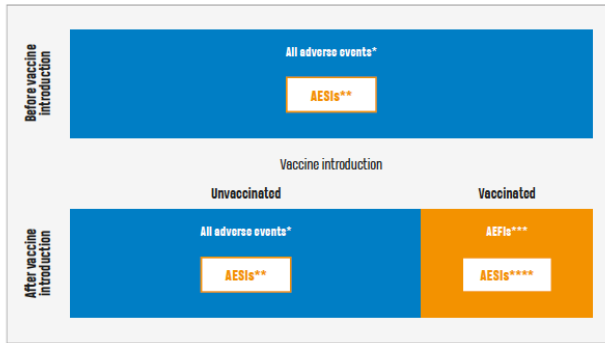 Before vaccine
introduction
All adverse events*
AESIs**
Vaccine introduction
Unvaccinated
Vaccinated
After vaccine
introduction
All adverse events*
AEFIs***
AESIs**
AESIs****